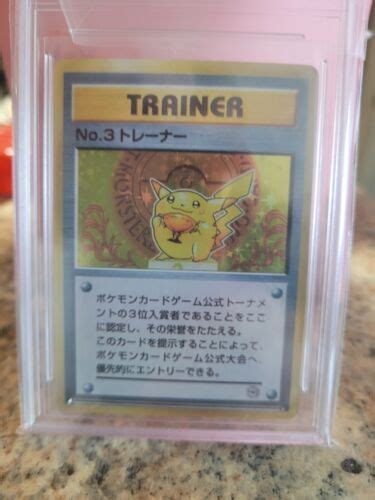 TRAINER
No.3トレーナー
ポケモンカードゲーム公式トーナメ
ントの3位入賞者であることをここ
に認定し、その栄誉をたたえる。
このカードを提示することによって、
ポケモンカードゲーム公式大会へ、
優先的にエントリーできる。